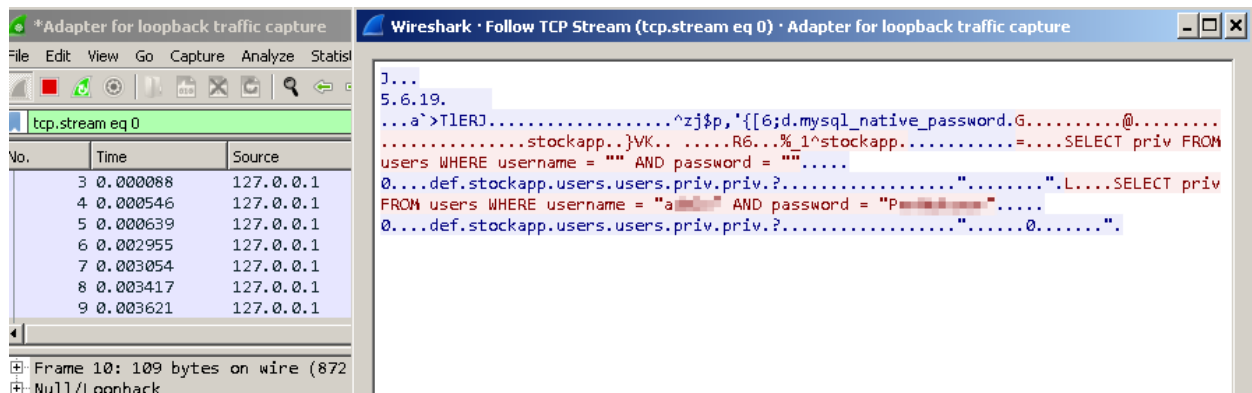 *Adapter for loopback traffic capture
File Edit View Go Capture Analyze Statist
tcp.stream eq 0
No. Time Source
3 0.000088 127.0.0.1
4 0.000546 127.0.0.1
5 0.000639 127.0.0.1
6 0.002955 127.0.0.1
7 0.003054 127.0.0.1
8 0.003417 127.0.0.1
9 0.003621 127.0.0.1
Frame 10: 109 bytes on wire (872
Null/Loopback
Wireshark · Follow TCP Stream (tcp.stream eq 0) · Adapter for loopback traffic capture
J...
5.6.19.
...a`>TlERJ...................^zj$p,'{[6;d.mysql_native_password.G..........@.........
................stockapp..}VK.. .....R6...%_1^stockapp............=....SELECT priv FROM
users WHERE username = "" AND password = "".....
0....def.stockapp.users.users.priv.priv.?..................."........".L....SELECT priv
FROM users WHERE username = "a" AND password = "P".....
0....def.stockapp.users.users.priv.priv.?..................."......0.......".